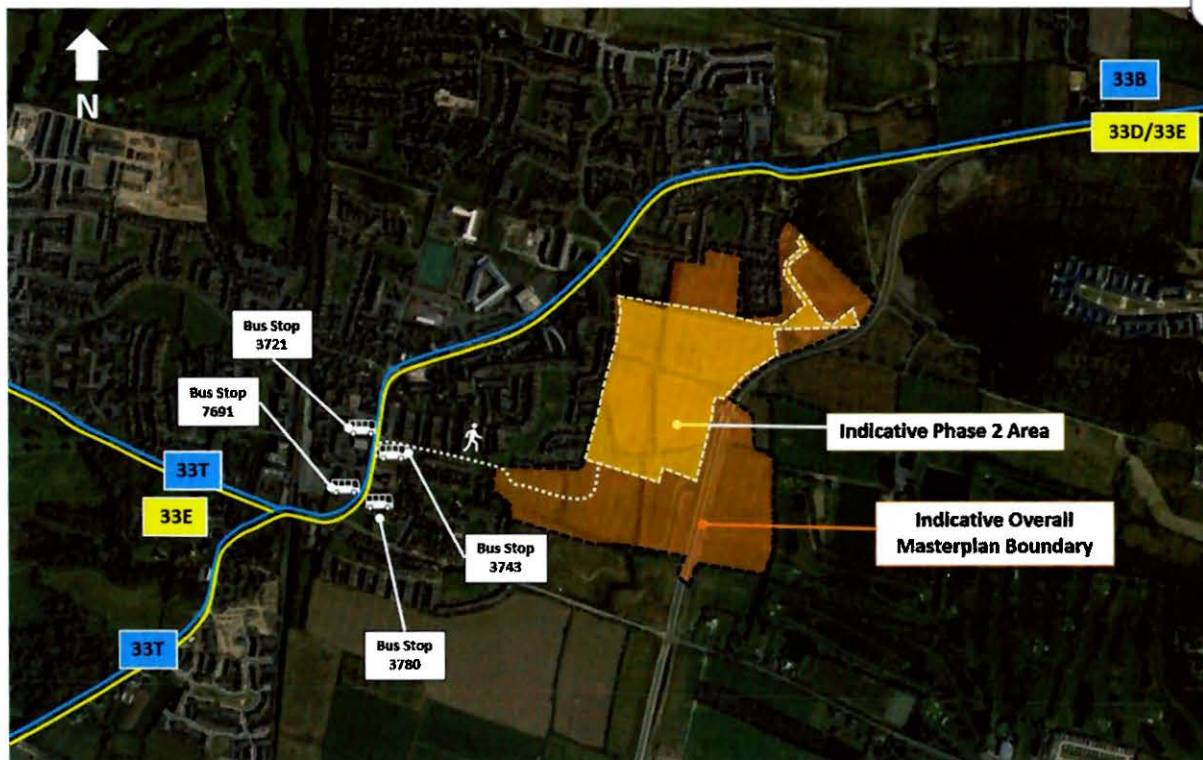 N
33B
33D/33E
Bus Stop
3721
Bus Stop
7691
Indicative Phase 2 Area
33T
33E
Indicative Overall
Masterplan Boundary
Bus Stop
3743
Bus Stop
3780
33T